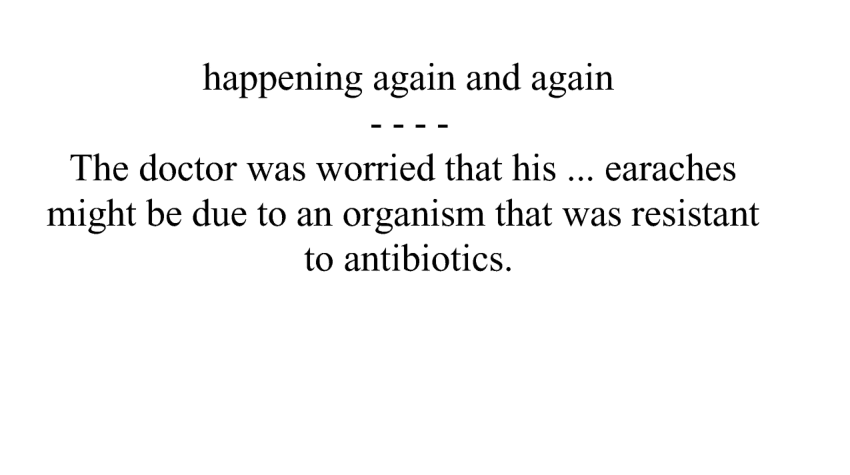 happening again and again
- - - -
The doctor was worried that his ... earaches
might be due to an organism that was resistant
to antibiotics.